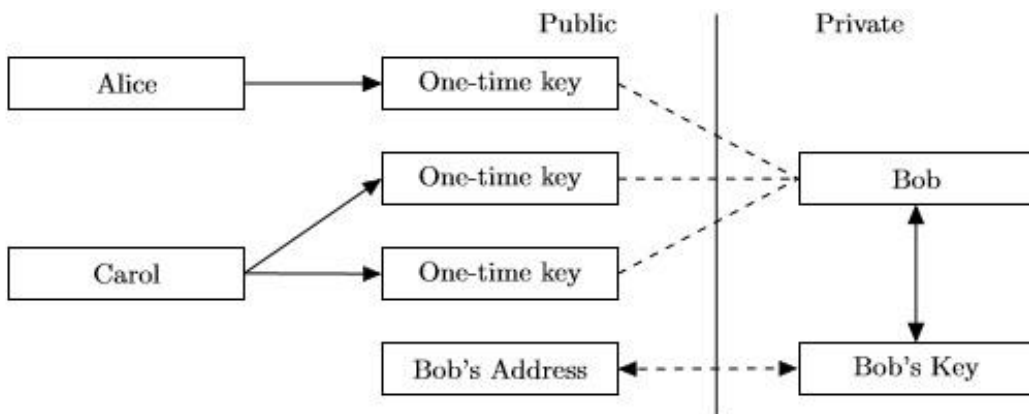 Public Private
Alice One-time key
One-time key Bob
Carol One-time key
Bob's Address Bob's Key